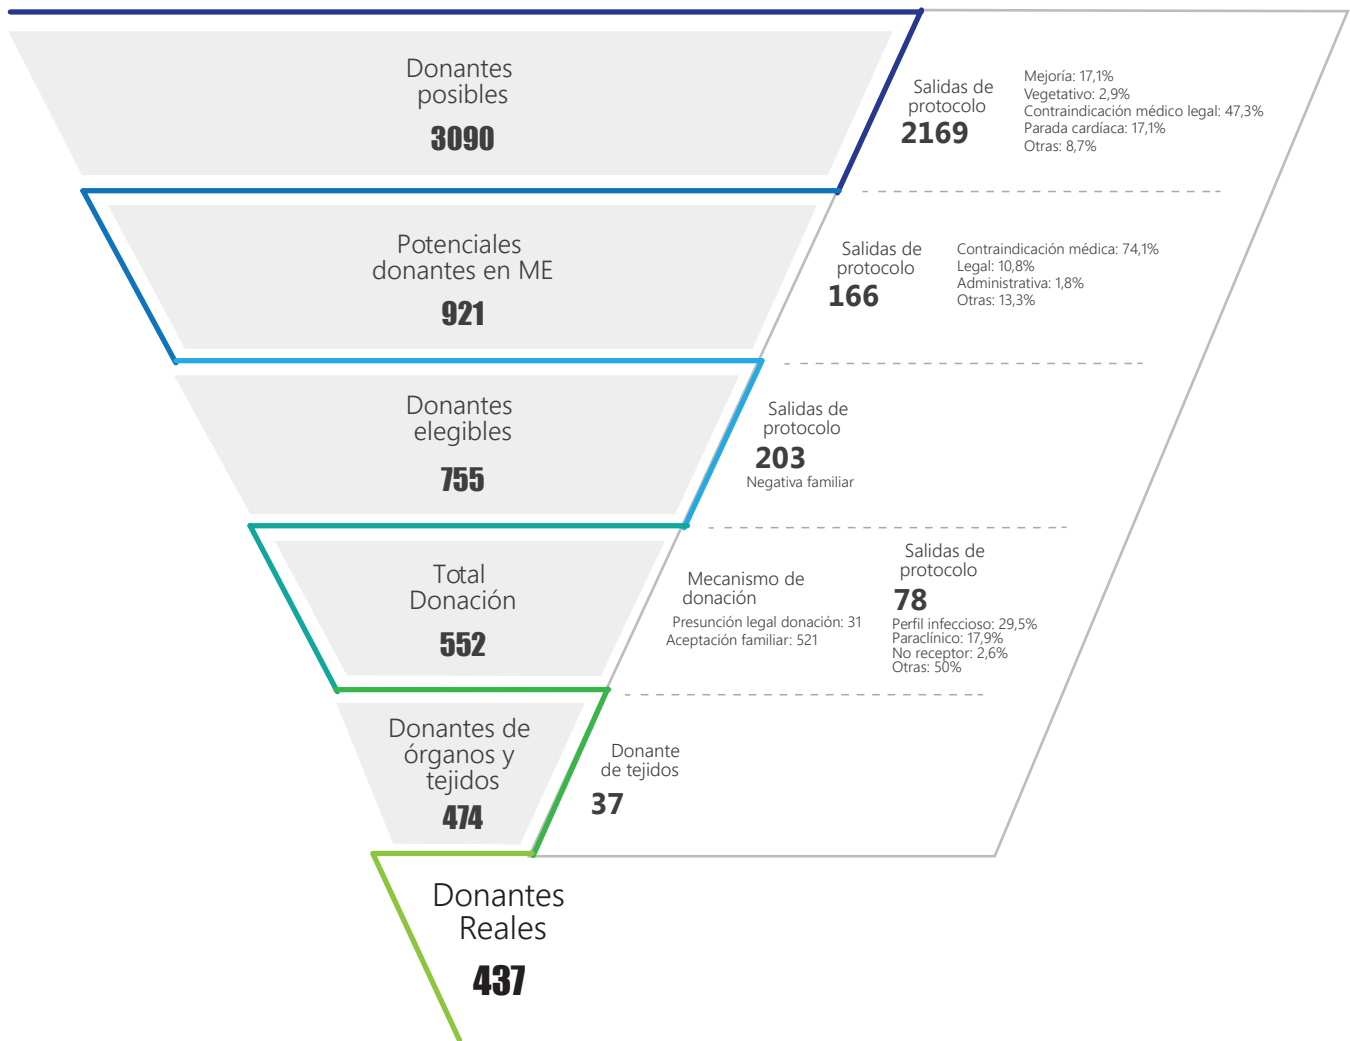 Donantes
posibles
3090
Salidas de
protocolo
2169
Mejoría: 17,1%
Vegetativo: 2,9%
Contraindicación médico legal: 47,3%
Parada cardíaca: 17,1%
Otras: 8,7%
Potenciales
donantes en ME
921
Salidas de
protocolo
166
Contraindicación médica: 74,1%
Legal: 10,8%
Administrativa: 1,8%
Otras: 13,3%
Donantes
elegibles
755
Salidas de
protocolo
203
Negativa familiar
Total
Donación
552
Mecanismo de
donación
Presunción legal donación: 31
Aceptación familiar: 521
Salidas de
protocolo
78
Perfil infeccioso: 29,5%
Paraclínico: 17,9%
No receptor: 2,6%
Otras: 50%
Donantes de
órganos y
tejidos
474
Donante
de tejidos
37
Donantes
Reales
437